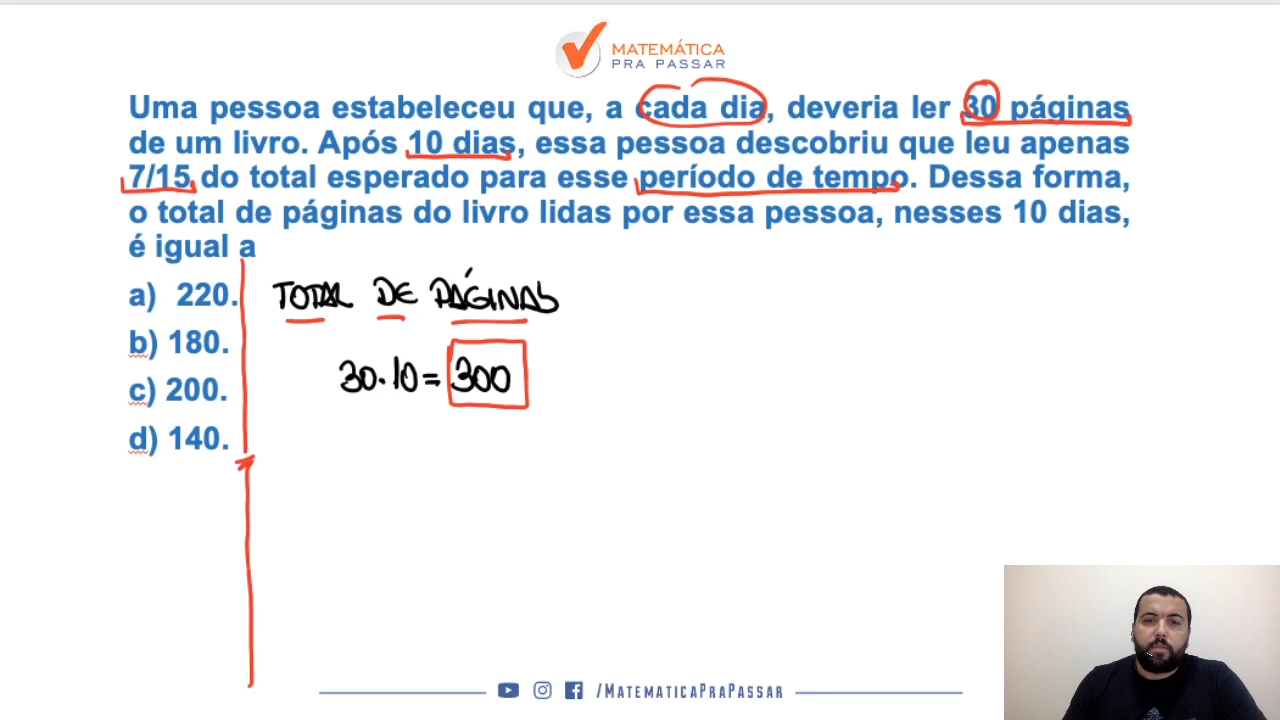 MATEMÁTICA
PRA PASSAR
Uma pessoa estabeleceu que, a cada dia, deveria ler 30 páginas
de um livro. Após 10 dias, essa pessoa descobriu que leu apenas
7/15 do total esperado para esse período de tempo. Dessa forma,
o total de páginas do livro lidas por essa pessoa, nesses 10 dias,
é igual a
a) 220.
b) 180.
c) 200.
d) 140.
TOTAL DE PÁGINAS
30·10=300
/MATEMATICAPRAPASSAR